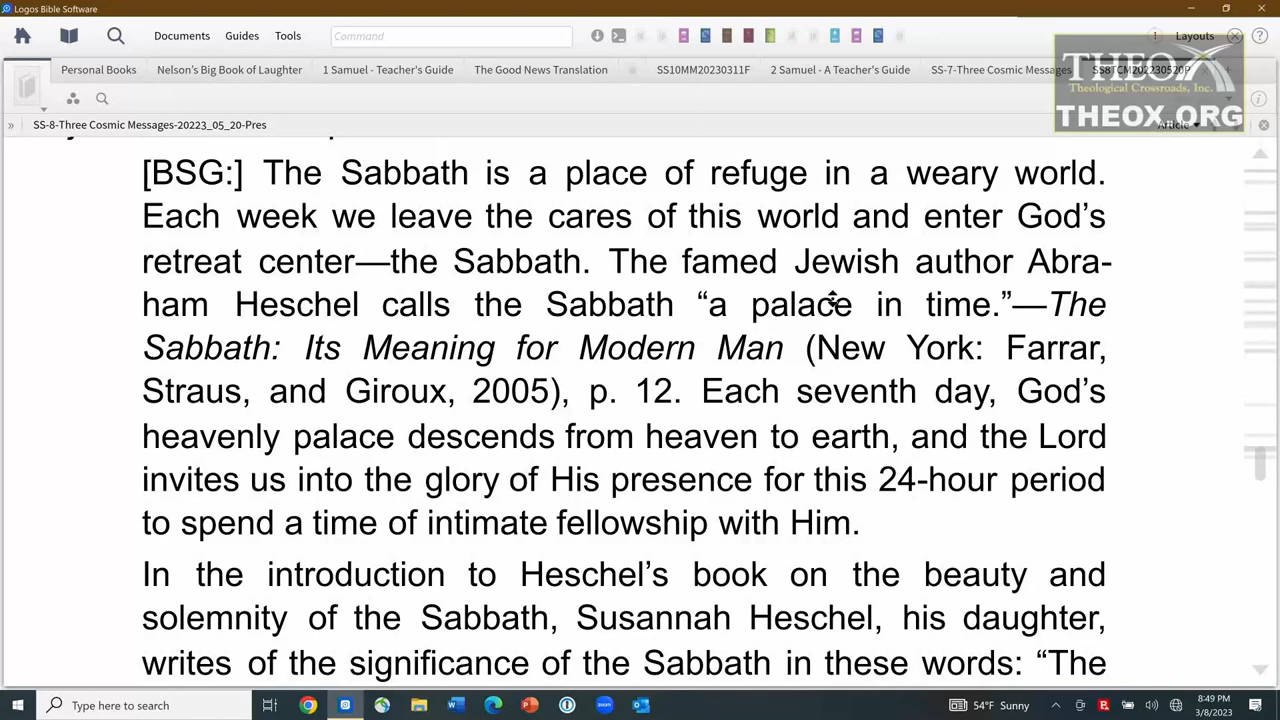 Logos Bible Software
Documents Guides Tools Command Layouts
Personal Books Nelson's Big Book of Laughter The Good News Translation SS10MM20230311F 2 Samuel - A Teacher's Guide SS-7-Three Cosmic Messages
THEOX
Theological Crossroads, Inc.
THEOX.ORG
SS-8-Three Cosmic Messages-20223_05_20-Pres
[BSG:] The Sabbath is a place of refuge in a weary world.
Each week we leave the cares of this world and enter God's
retreat center—the Sabbath. The famed Jewish author Abra-
ham Heschel calls the Sabbath “a palace in time.”—The
Sabbath: Its Meaning for Modern Man (New York: Farrar,
Straus, and Giroux, 2005), p. 12. Each seventh day, God’s
heavenly palace descends from heaven to earth, and the Lord
invites us into the glory of His presence for this 24-hour period
to spend a time of intimate fellowship with Him.
In the introduction to Heschel’s book on the beauty and
solemnity of the Sabbath, Susannah Heschel, his daughter,
writes of the significance of the Sabbath in these words: “The
Type here to search 54°F Sunny 8:49 PM
3/8/2023